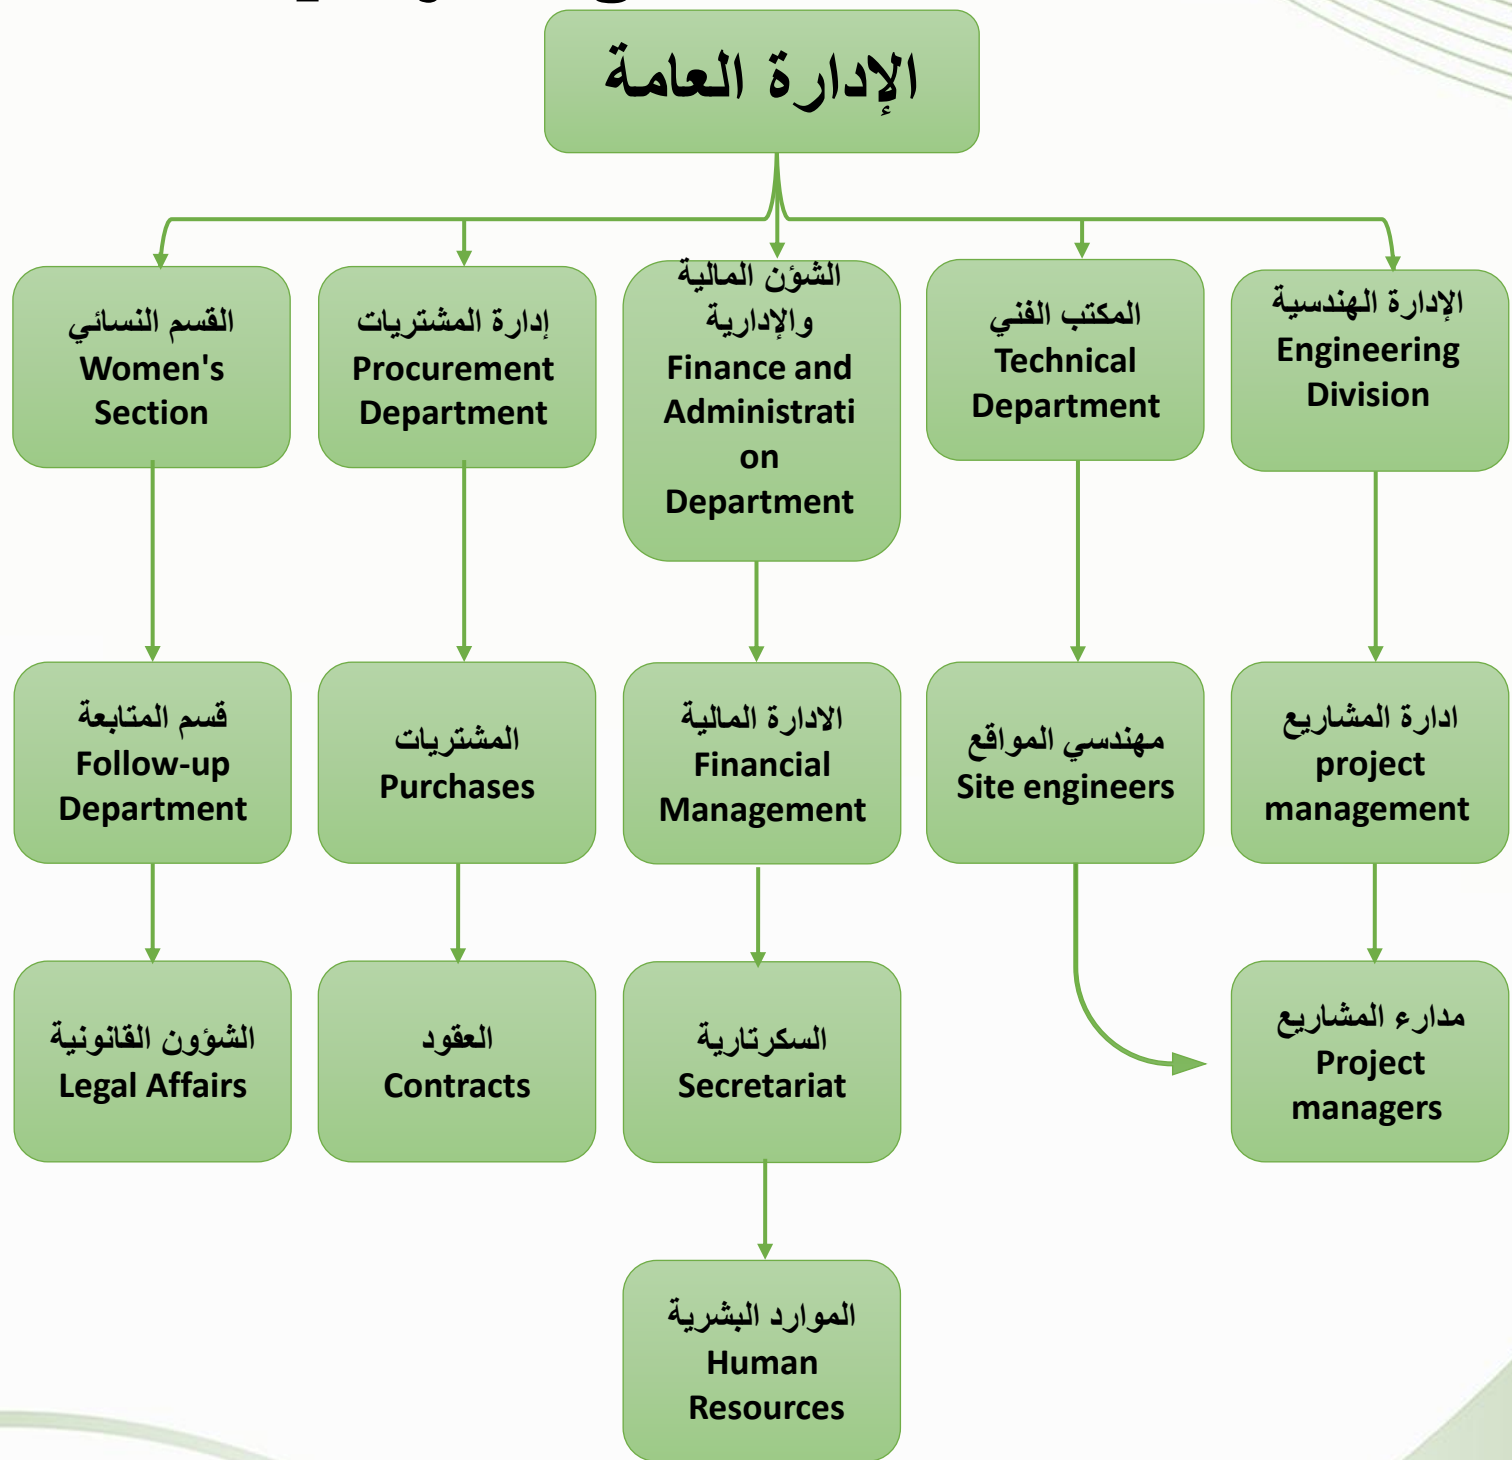 الإدارة العامة
الإدارة الهندسية
Engineering
Division
المكتب الفني
Technical
Department
الشؤن المالية
والإدارية
Finance and
Administrati
on
Department
إدارة المشتريات
Procurement
Department
القسم النسائي
Women's
Section
ادارة المشاريع
project
management
مهندسي المواقع
Site engineers
الادارة المالية
Financial
Management
المشتريات
Purchases
قسم المتابعة
Follow-up
Department
مدارء المشاريع
Project
managers
السكرتارية
Secretariat
العقود
Contracts
الشؤون القانونية
Legal Affairs
الموارد البشرية
Human
Resources